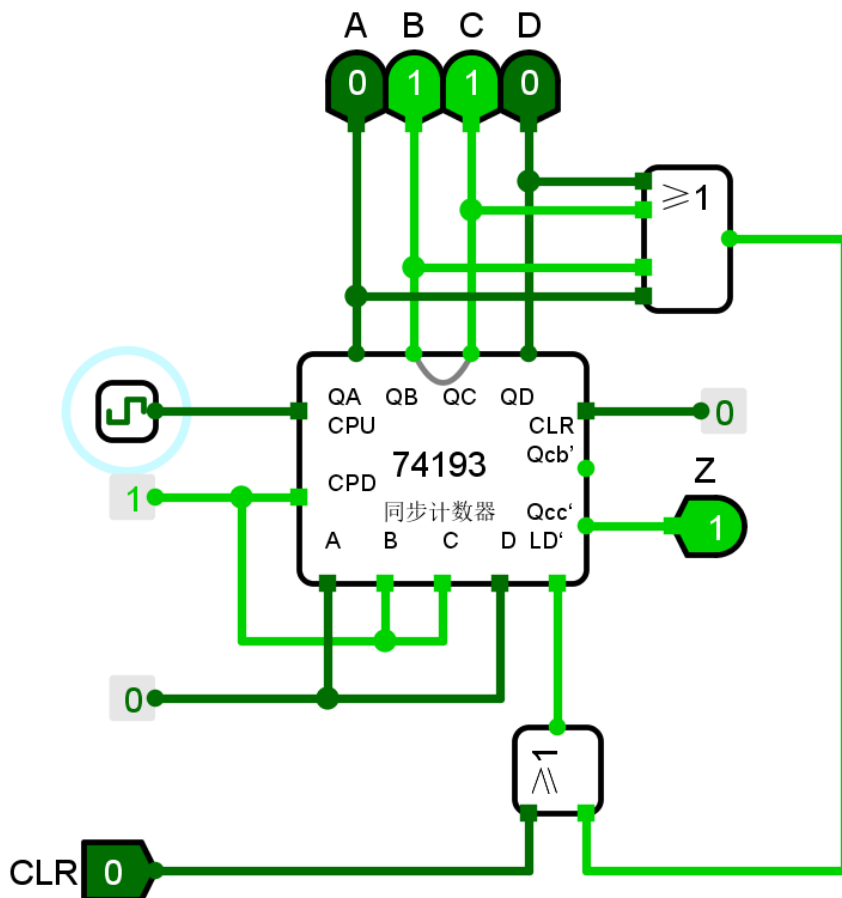 A B C D
0 1 1 0
≥1
QA QB QC QD
CPU CLR
0
74193 Qcb’
Z
1 CPD
同步计数器 Qcc‘
1
A B C D LD‘
0
≥1
CLR 0